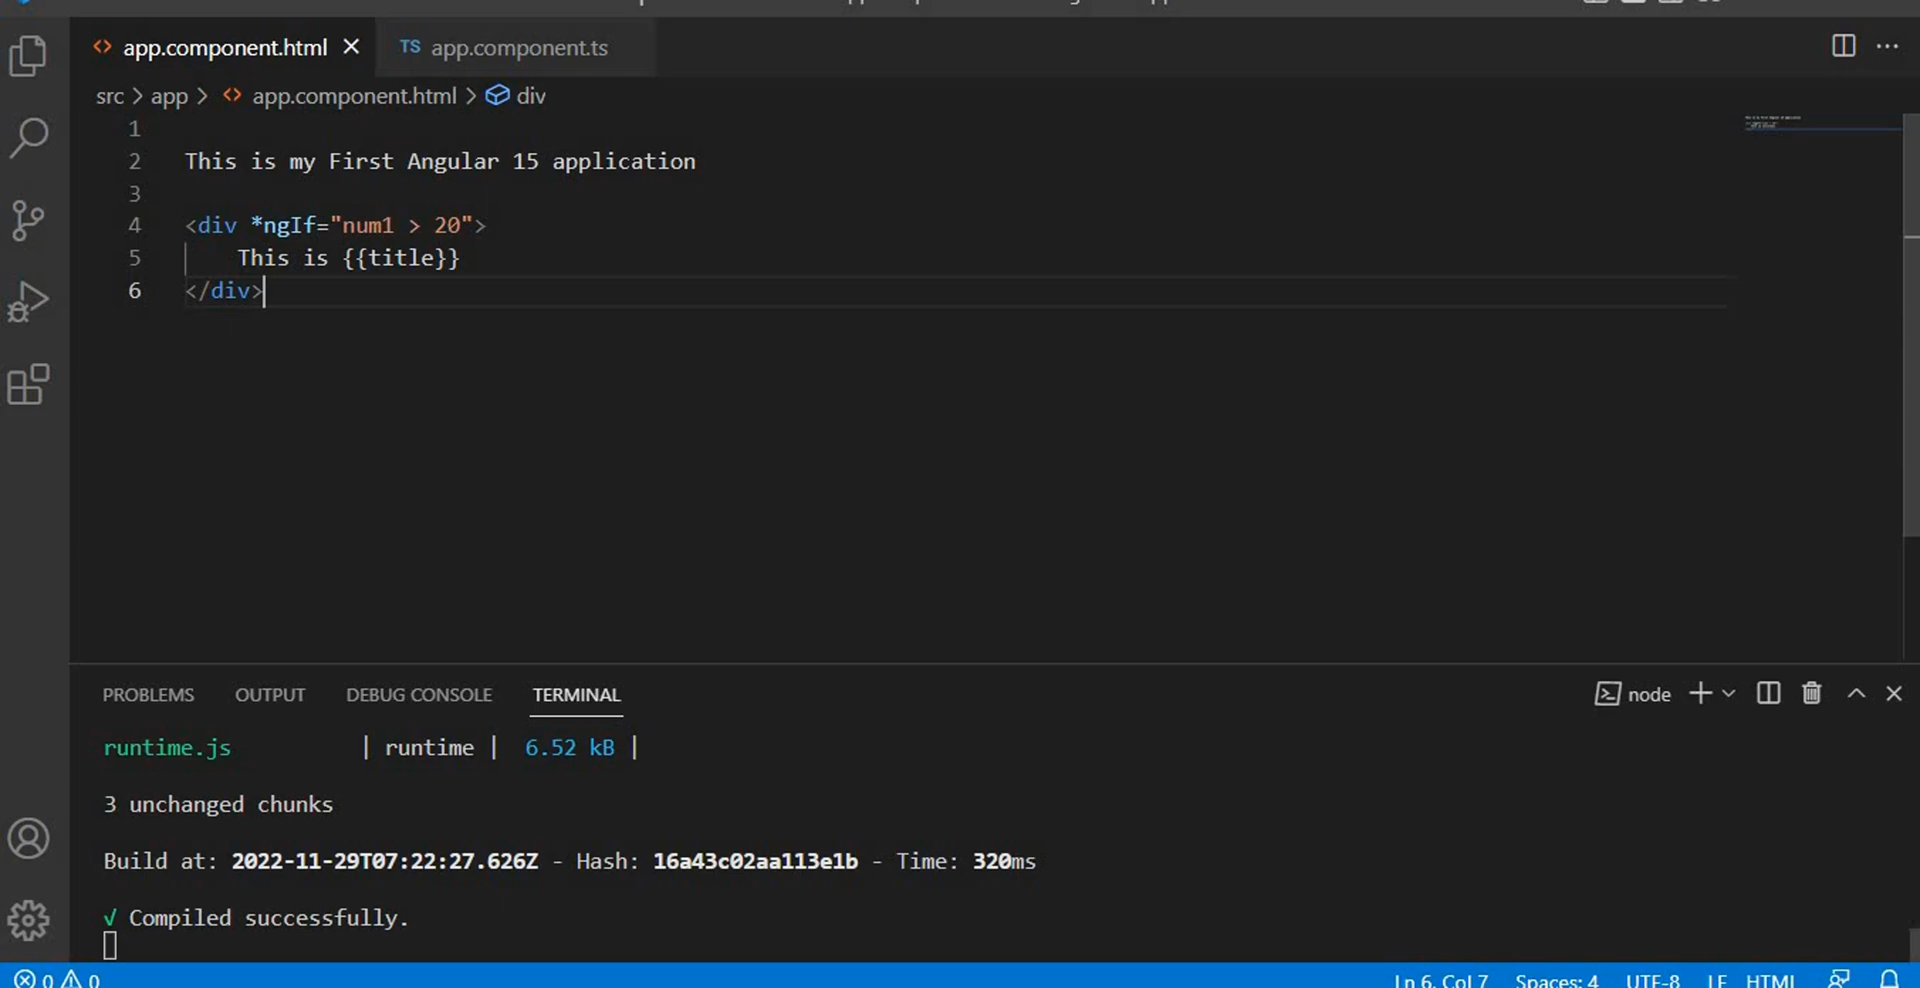 app.component.html
TS app.component.ts
src > app > <> app.component.html > div
1
2 This is my First Angular 15 application
3
4 <div *ngIf="num1 > 20">
5 This is {{title}}
6 </div>
PROBLEMS OUTPUT DEBUG CONSOLE TERMINAL node
runtime.js | runtime | 6.52 kB |
3 unchanged chunks
Build at: 2022-11-29T07:22:27.626Z - Hash: 16a43c02aa113e1b - Time: 320ms
√ Compiled successfully.
0 0 Ln 6, Col 7 Spaces: 4 UTF-8 LF HTML